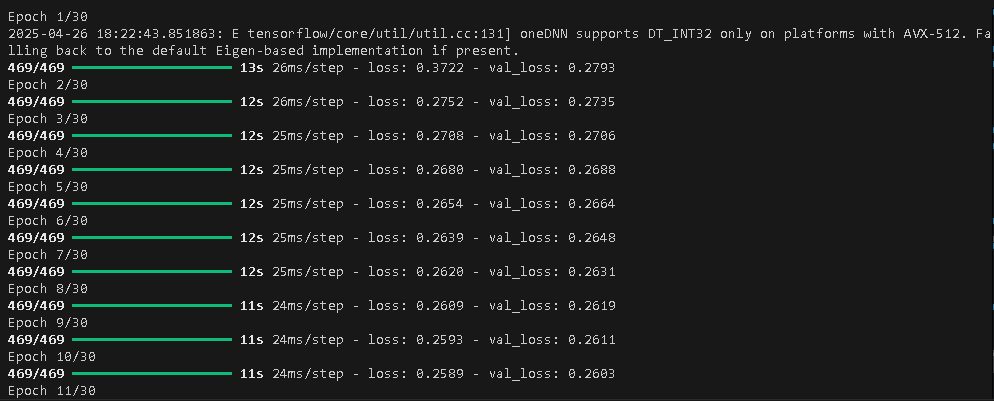 Epoch 1/30
2025-04-26 18:22:43.851863: E tensorflow/core/util/util.cc:131] oneDNN supports DT_INT32 only on platforms with AVX-512. Fa
lling back to the default Eigen-based implementation if present.
469/469 13s 26ms/step - loss: 0.3722 - val_loss: 0.2793
Epoch 2/30
469/469 12s 26ms/step - loss: 0.2752 - val_loss: 0.2735
Epoch 3/30
469/469 12s 25ms/step - loss: 0.2708 - val_loss: 0.2706
Epoch 4/30
469/469 12s 25ms/step - loss: 0.2680 - val_loss: 0.2688
Epoch 5/30
469/469 12s 25ms/step - loss: 0.2654 - val_loss: 0.2664
Epoch 6/30
469/469 12s 25ms/step - loss: 0.2639 - val_loss: 0.2648
Epoch 7/30
469/469 12s 25ms/step - loss: 0.2620 - val_loss: 0.2631
Epoch 8/30
469/469 11s 24ms/step - loss: 0.2609 - val_loss: 0.2619
Epoch 9/30
469/469 11s 24ms/step - loss: 0.2593 - val_loss: 0.2611
Epoch 10/30
469/469 11s 24ms/step - loss: 0.2589 - val_loss: 0.2603
Epoch 11/30